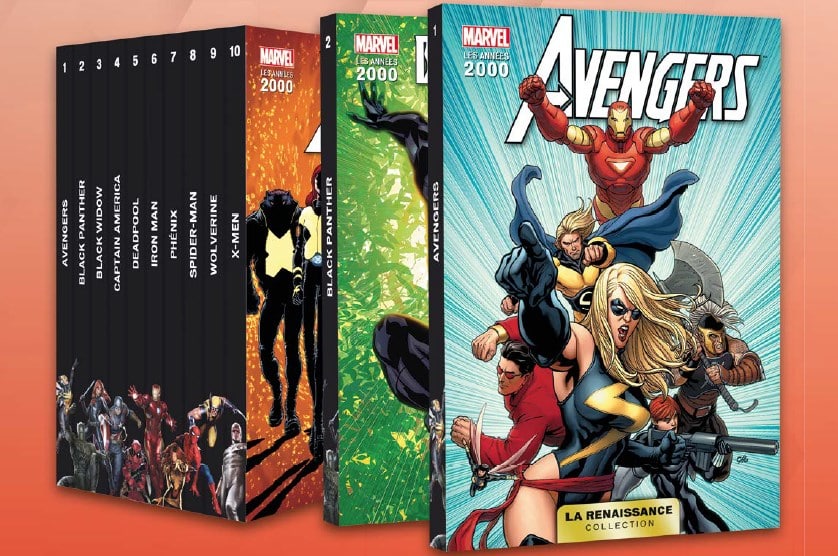 1
AVENGERS
2
BLACK PANTHER
3
BLACK WIDOW
4
CAPTAIN AMERICA
5
DEADPOOL
6
IRON MAN
7
PHÉNIX
8
SPIDER-MAN
9
WOLVERINE
10
X-MEN
MARVEL
LES ANNÉES
2000
2
BLACK PANTHER
MARVEL
LES ANNÉES
2000
1
AVENGERS
MARVEL
LES ANNÉES
2000
AVENGERS
LA RENAISSANCE
COLLECTION